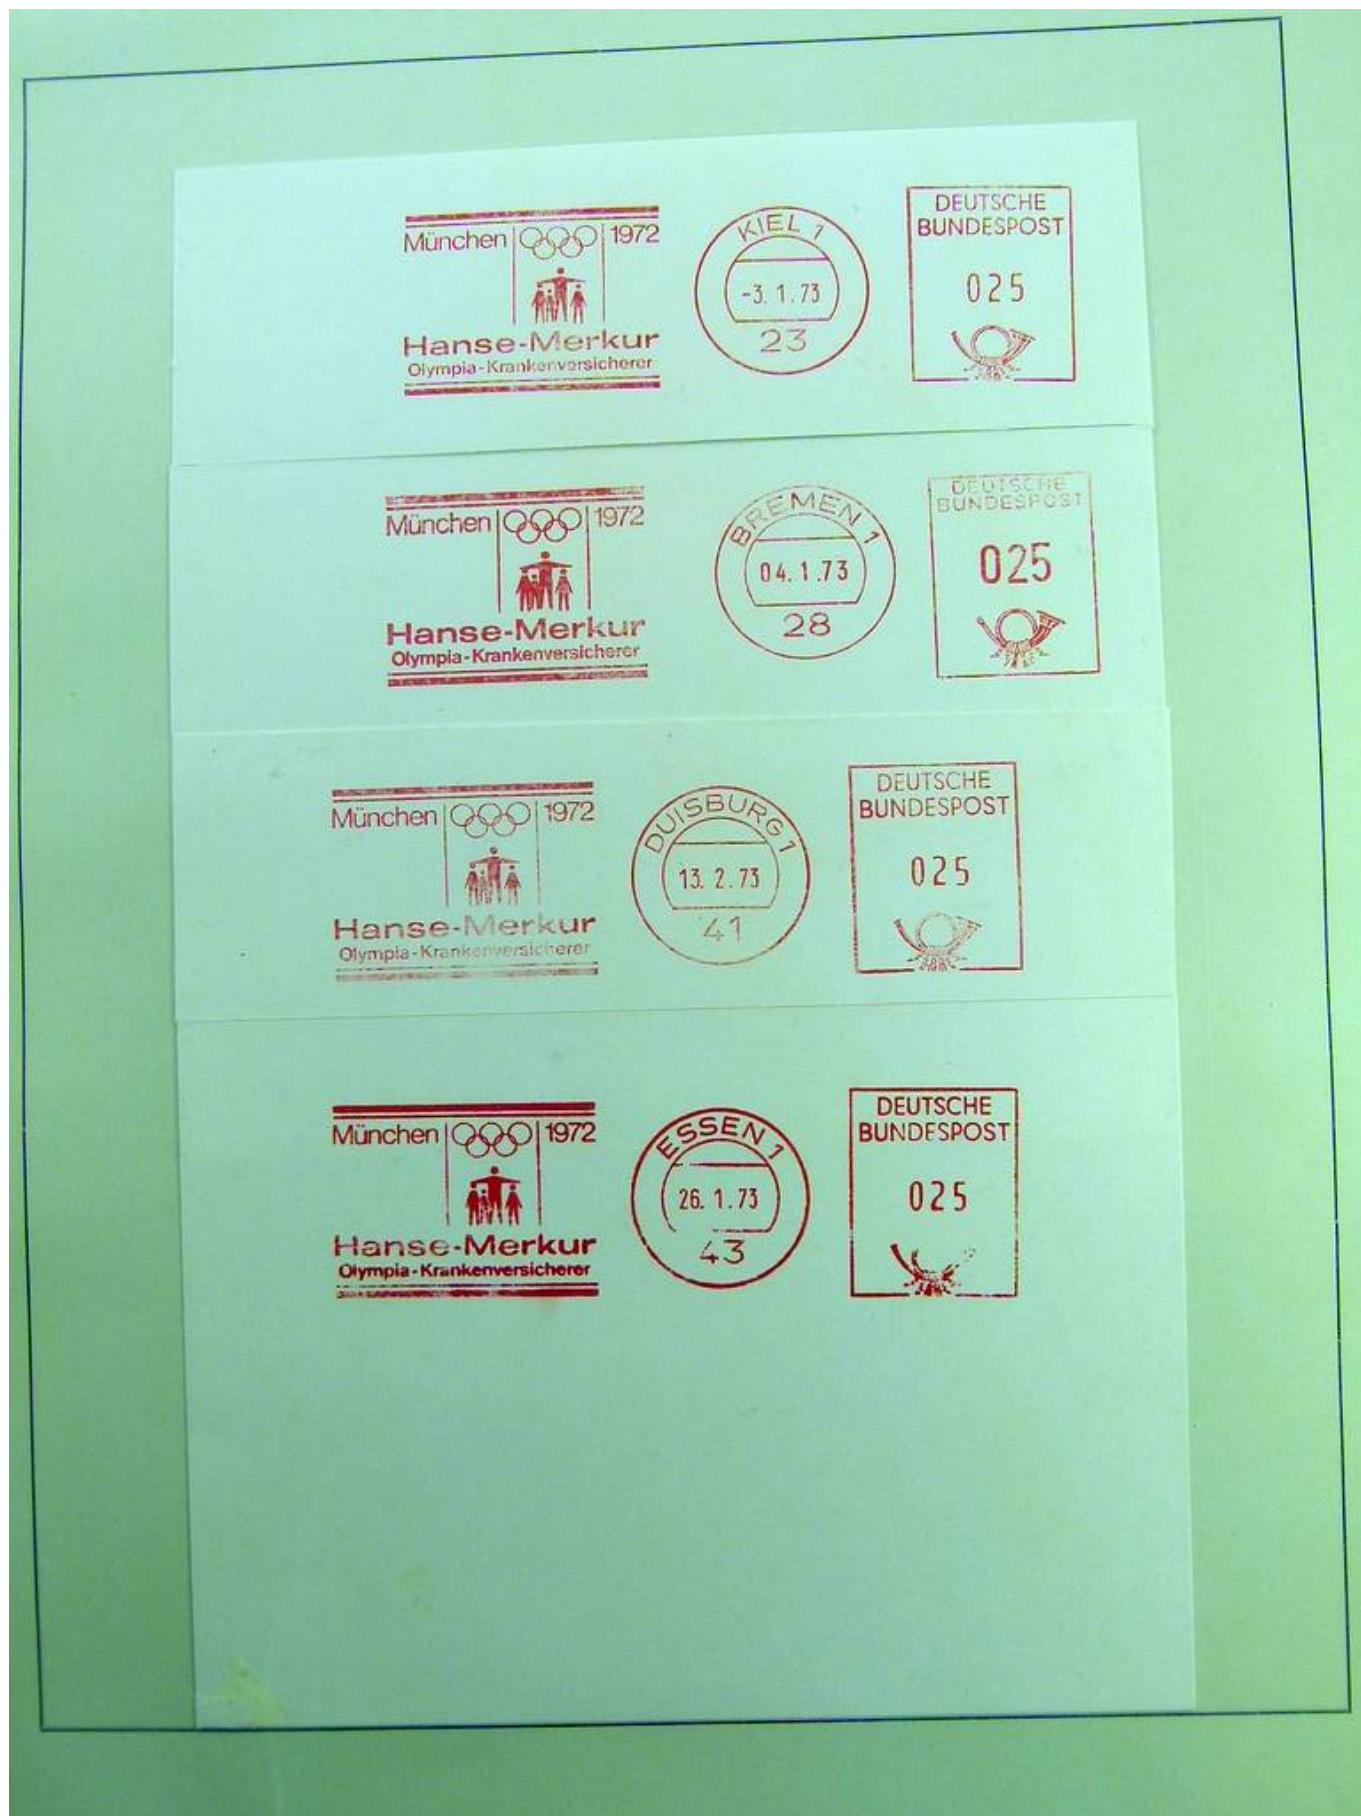 München 1972
Hanse-Merkur
Olympia-Krankenversicherer
KIEL 1
-3. 1.73
23
DEUTSCHE
BUNDESPOST
025
München 1972
Hanse-Merkur
Olympia-Krankenversicherer
BREMEN 1
04. 1.73
28
DEUTSCHE
BUNDESPOST
025
München 1972
Hanse-Merkur
Olympia-Krankenversicherer
DUISBURG 1
13. 2.73
41
DEUTSCHE
BUNDESPOST
025
München 1972
Hanse-Merkur
Olympia-Krankenversicherer
ESSEN 1
26. 1.73
43
DEUTSCHE
BUNDESPOST
025